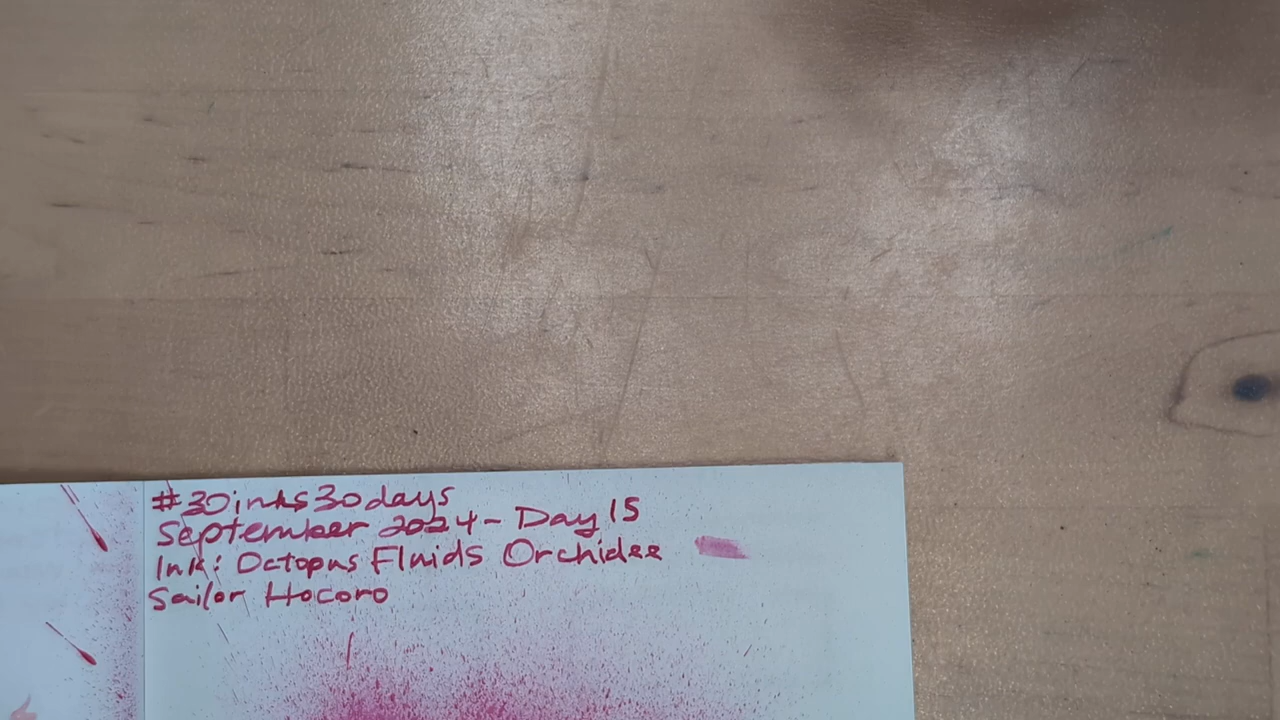 #30inks30days
September 2024 - Day 15
Ink: Octopus Fluids Orchidee
Sailor Hocoro